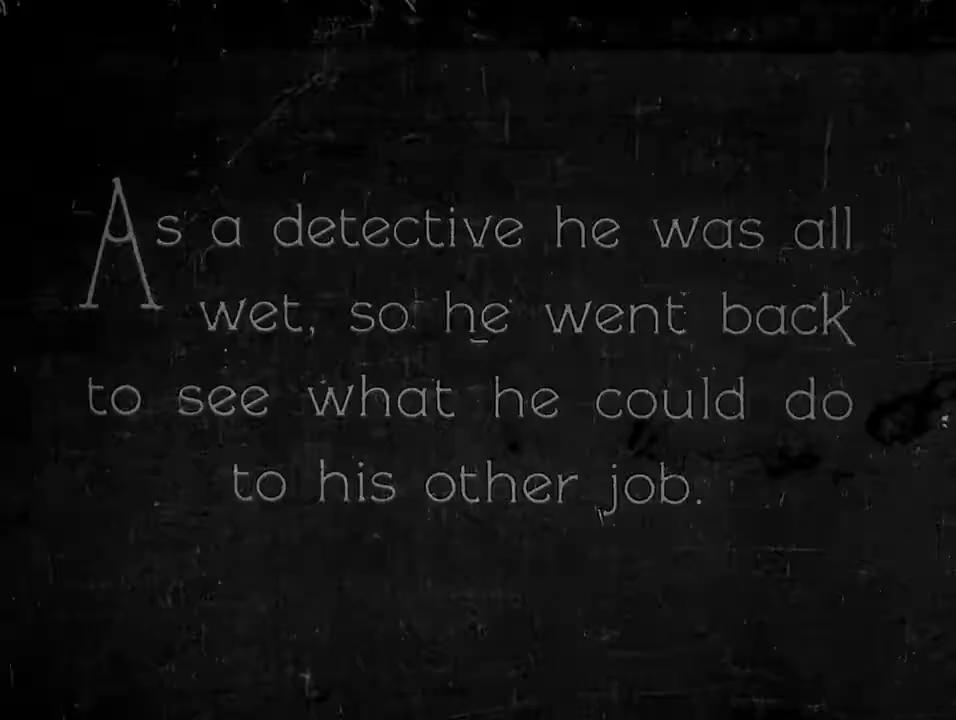 As a detective he was all
wet, so he went back
to see what he could do
to his other job.